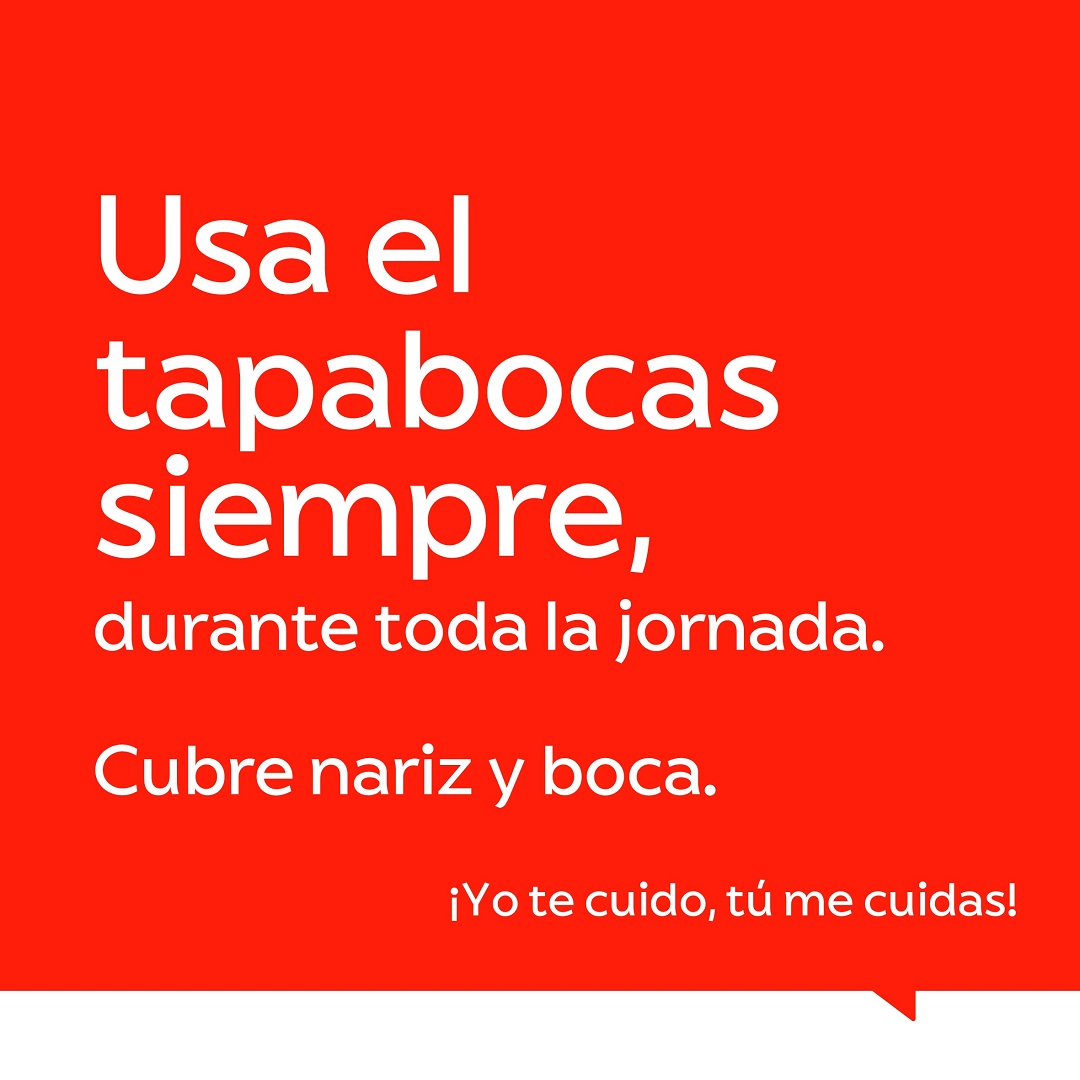 Usa el
tapabocas
siempre,
durante toda la jornada.
Cubre nariz y boca.
¡Yo te cuido, tú me cuidas!